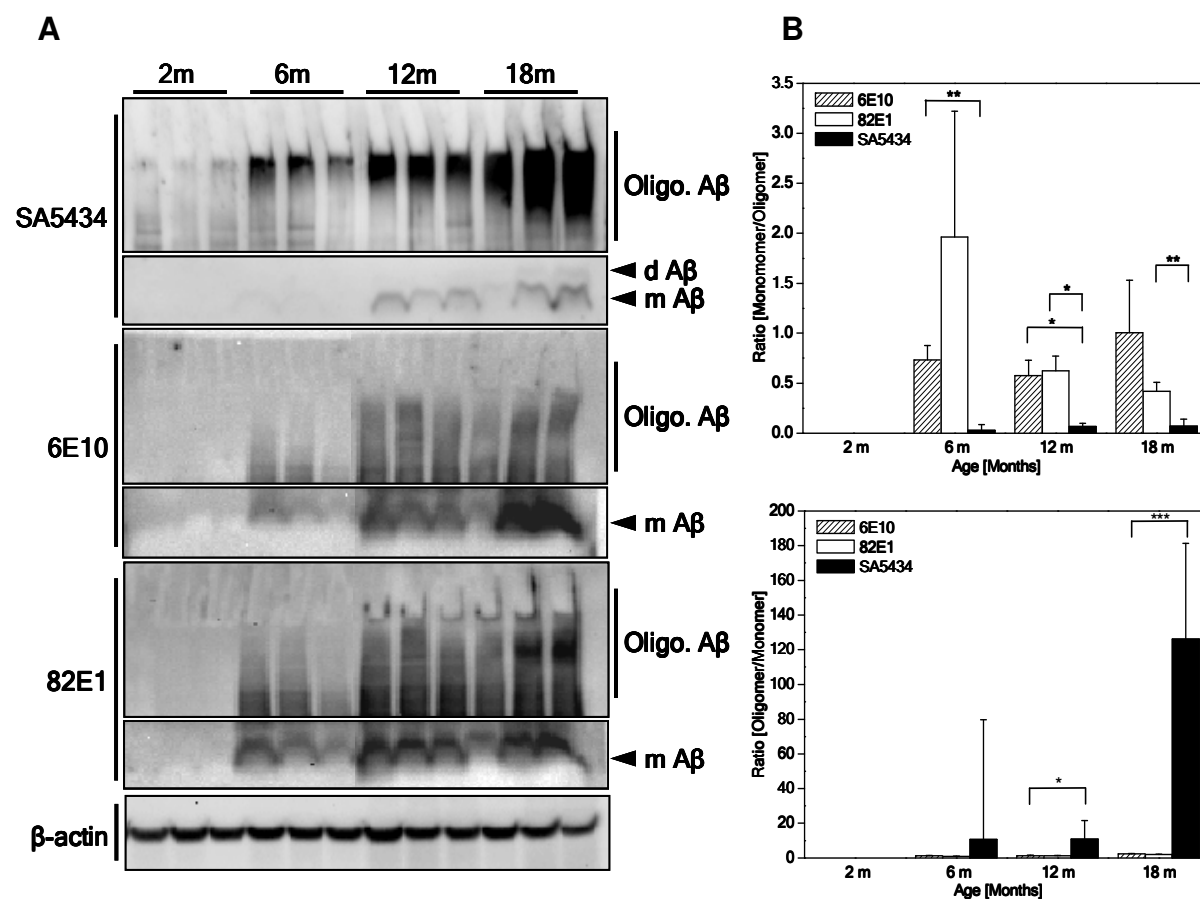 A
2m 6m 12m 18m
SA5434
Oligo. Aβ
d Aβ
m Aβ
6E10
Oligo. Aβ
m Aβ
82E1
Oligo. Aβ
m Aβ
β-actin
B
Ratio [Monomomer/Oligomer]
3.5
3.0
2.5
2.0
1.5
1.0
0.5
0.0
6E10
82E1
SA5434
**
*
*
**
2 m 6 m 12 m 18 m
Age [Months]
Ratio [Oligomer/Monomer]
200
180
160
140
120
100
80
60
40
20
0
6E10
82E1
SA5434
*
***
2 m 6 m 12 m 18 m
Age [Months]